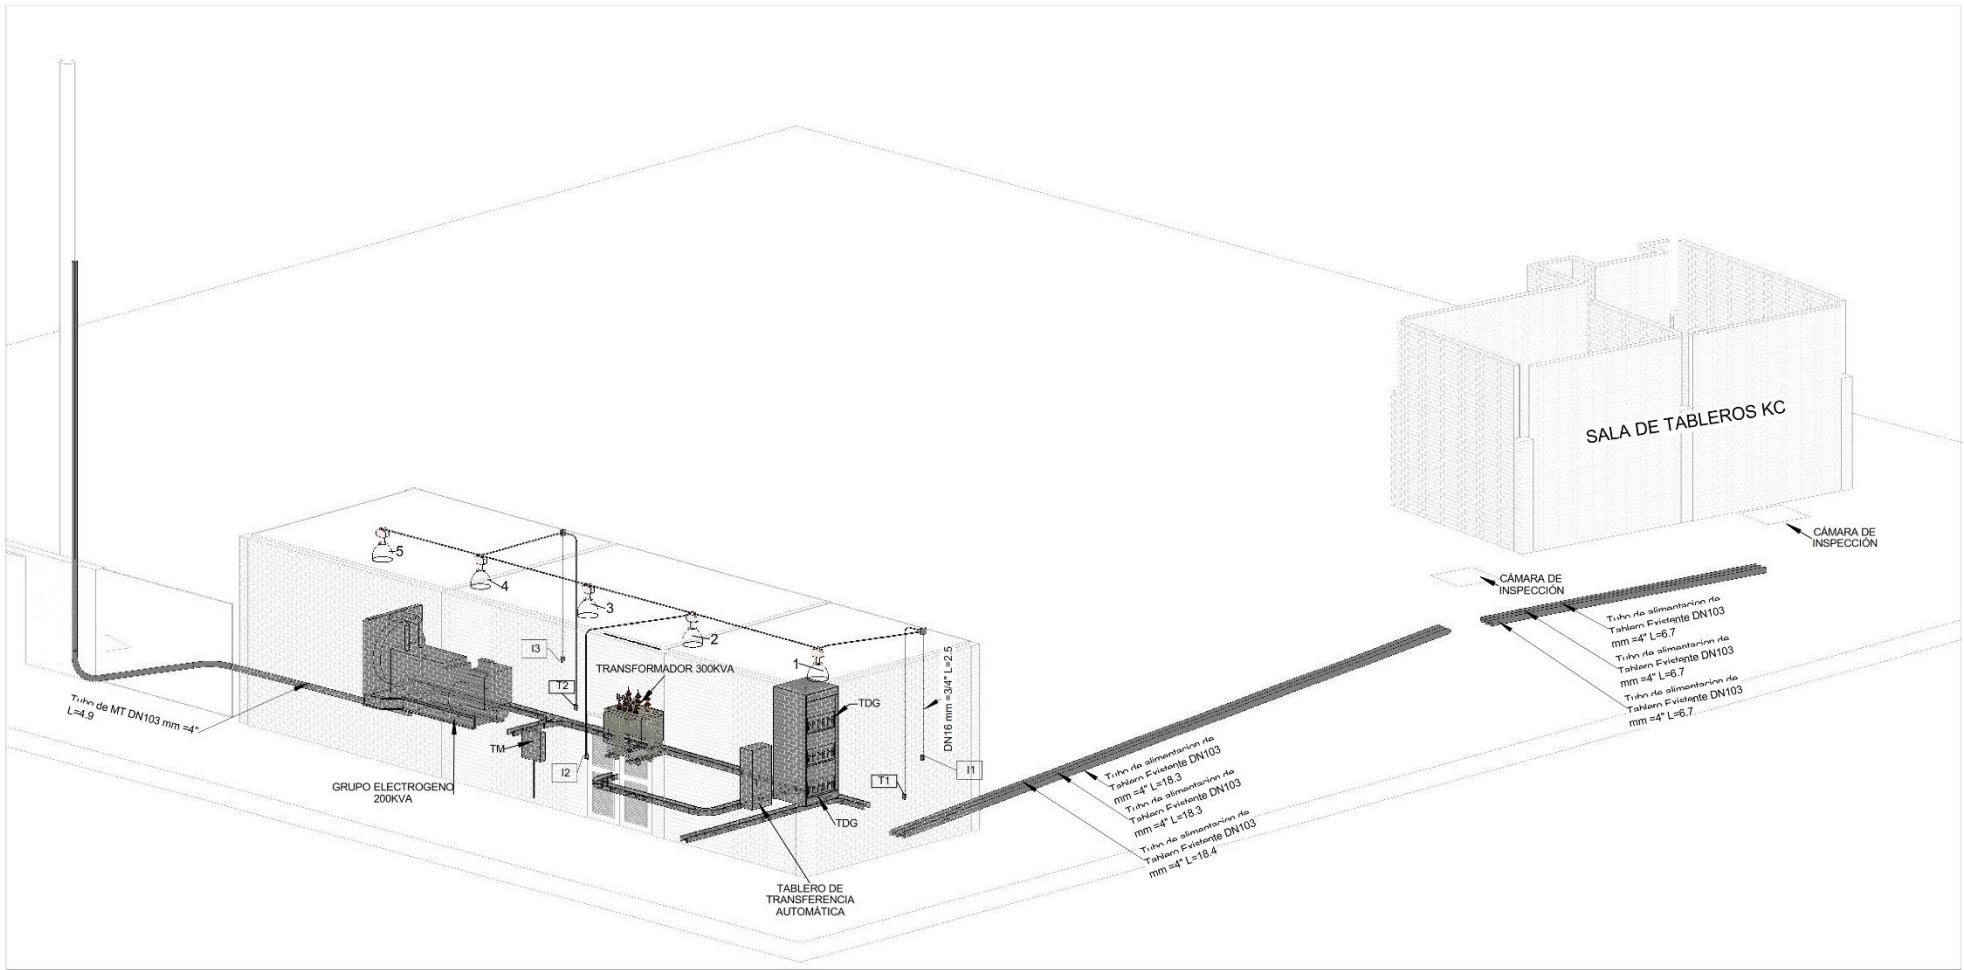 SALA DE TABLEROS KC
CÁMARA DE
INSPECCIÓN
CÁMARA DE
INSPECCIÓN
5
4
3
2
1
I3
T2
I2
T1
I1
TRANSFORMADOR 300KVA
TDG
TDG
DN16 mm =3/4" L=2.5
TM
Tubo de MT DN103 mm =4"
L=4.9
GRUPO ELECTROGENO
200KVA
TABLERO DE
TRANSFERENCIA
AUTOMÁTICA
Tubo de alimentacion de
Tablero Existente DN103
mm =4" L=6.7
Tubo de alimentacion de
Tablero Existente DN103
mm =4" L=6.7
Tubo de alimentacion de
Tablero Existente DN103
mm =4" L=6.7
Tubo de alimentacion de
Tablero Existente DN103
mm =4" L=18.3
Tubo de alimentacion de
Tablero Existente DN103
mm =4" L=18.3
Tubo de alimentacion de
Tablero Existente DN103
mm =4" L=18.4